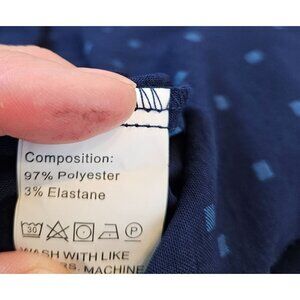 Composition:
97% Polyester
3% Elastane
30 P
WASH WITH LIKE
MACHINE